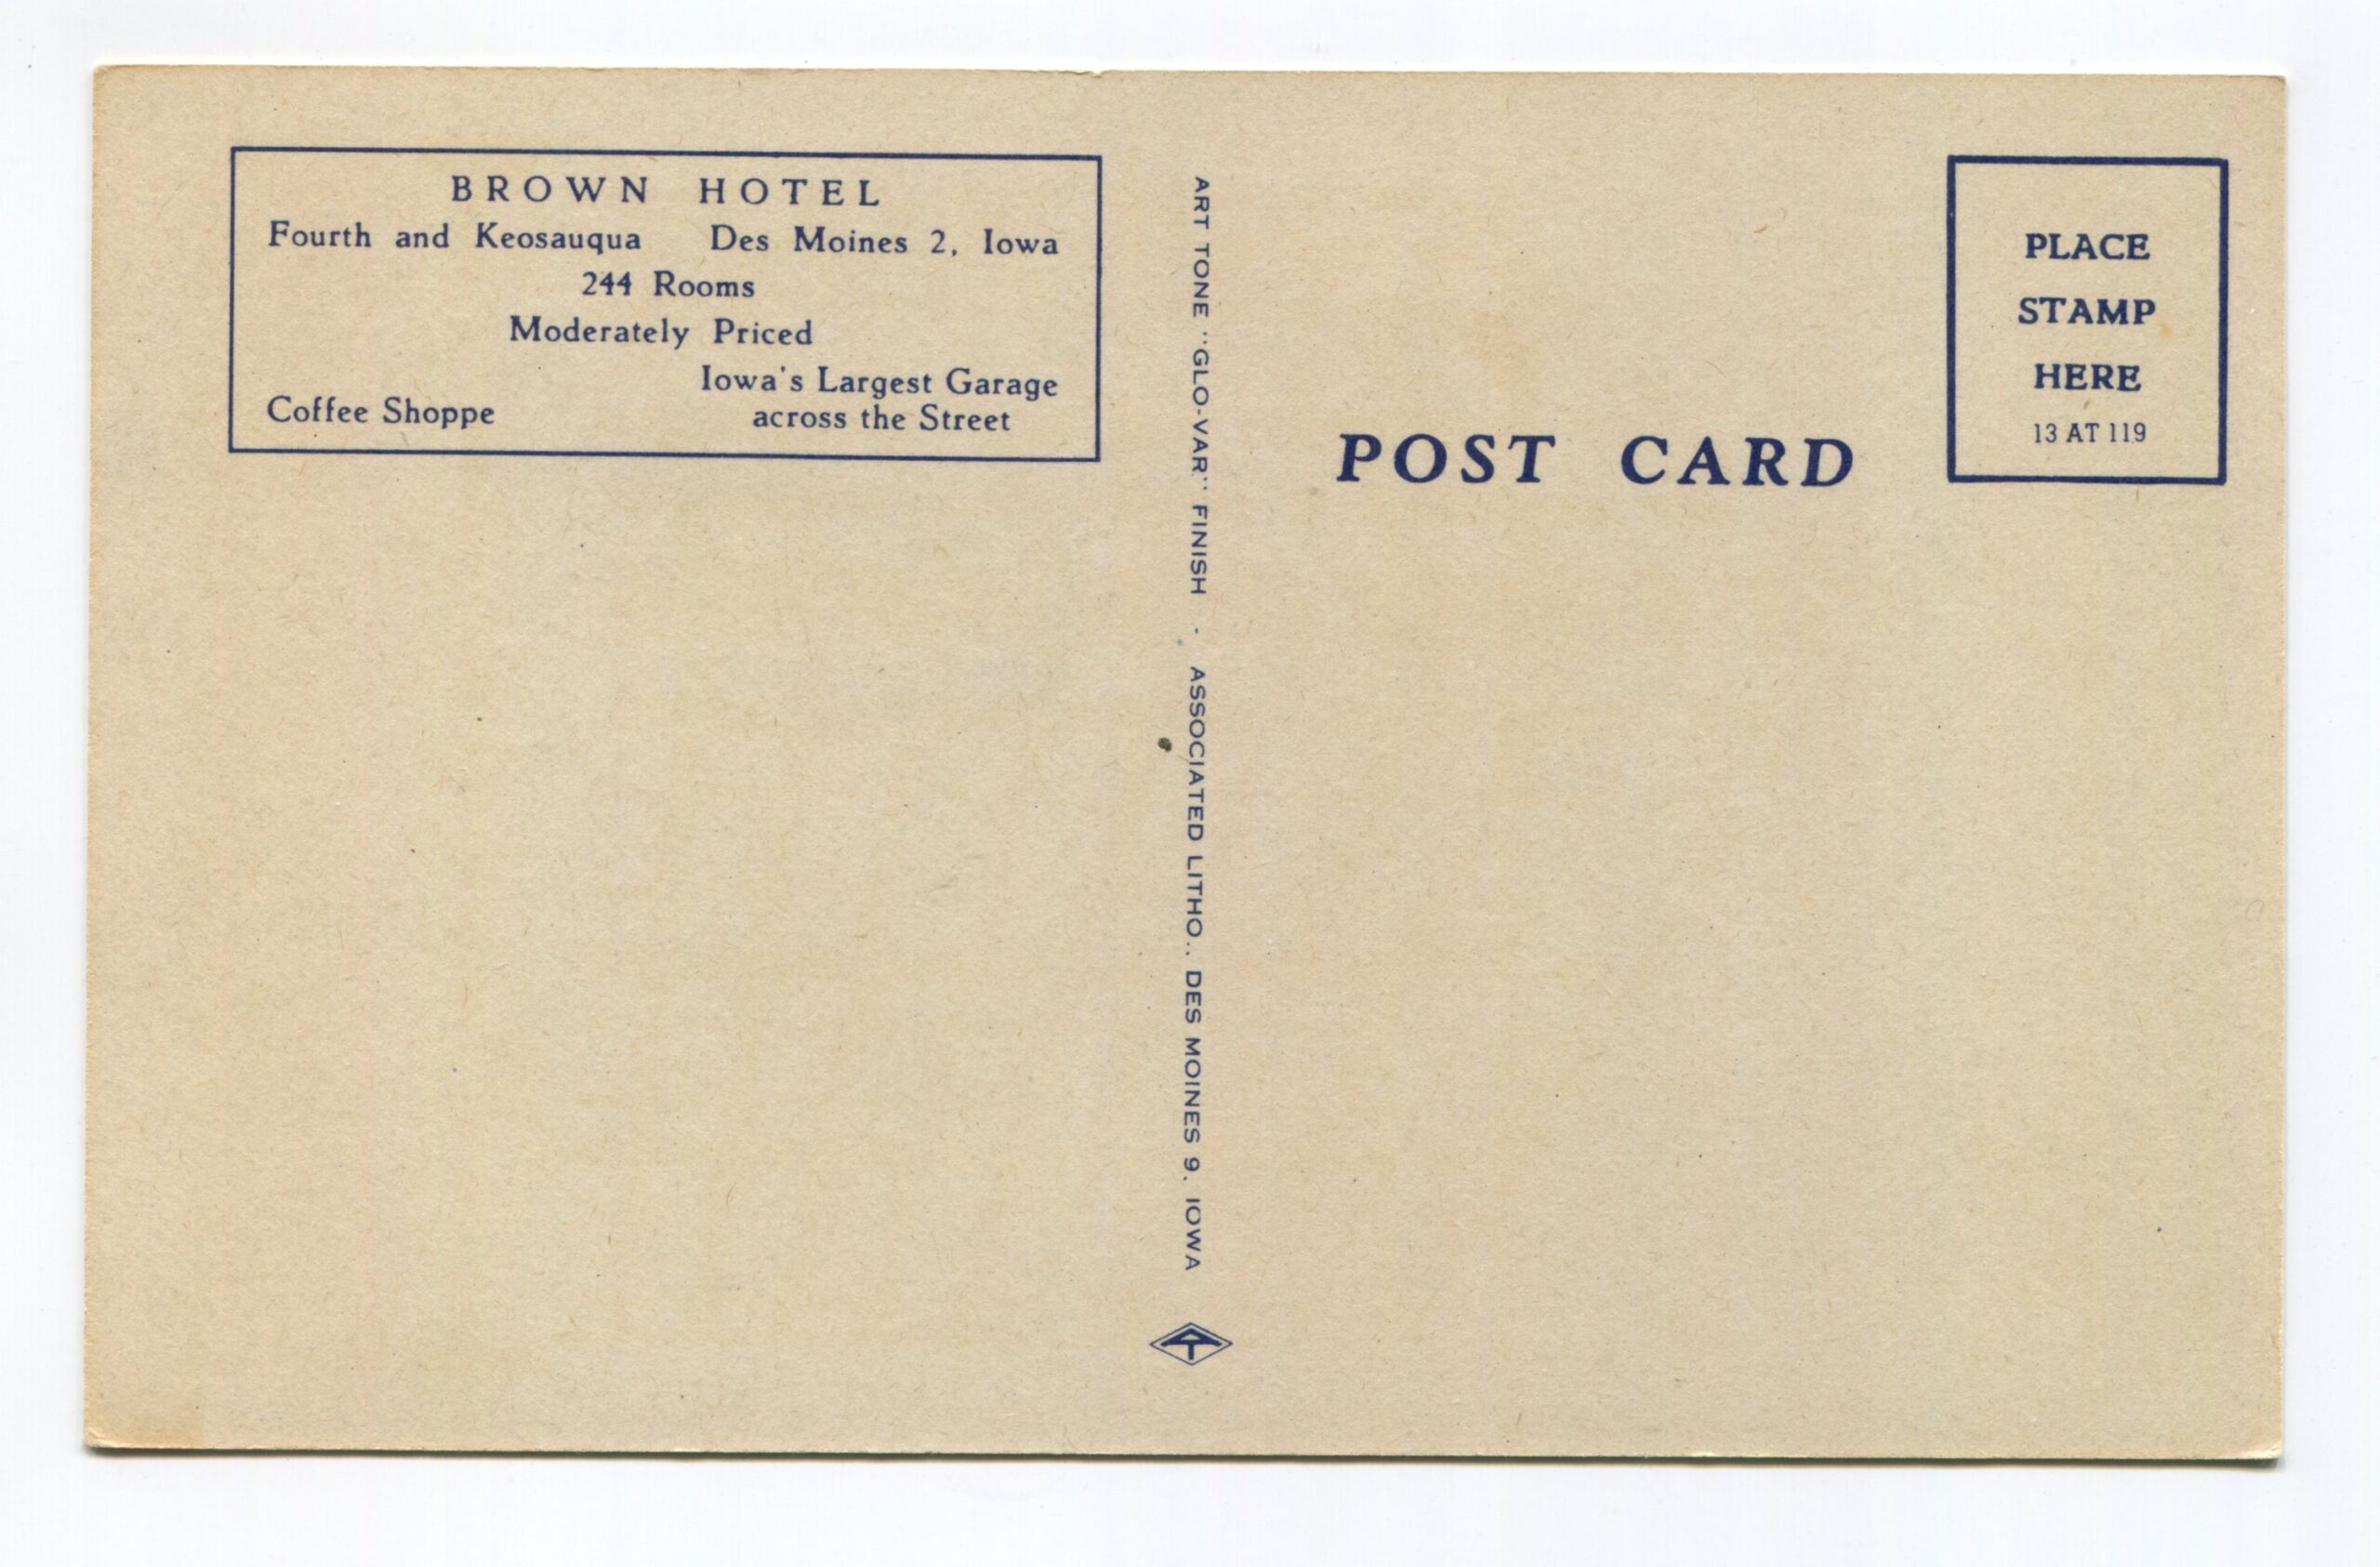 BROWN HOTEL
Fourth and Keosauqua Des Moines 2, Iowa
244 Rooms
Moderately Priced
Coffee Shoppe
Iowa's Largest Garage
across the Street
ART TONE "GLO-VAR" FINISH · ASSOCIATED LITHO., DES MOINES 9, IOWA
POST CARD
PLACE
STAMP
HERE
13 AT 119